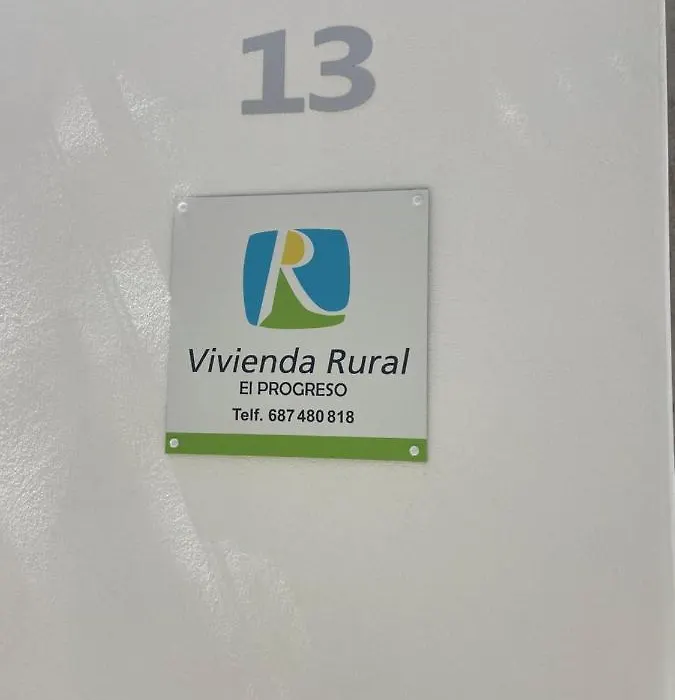 13
R
Vivienda Rural
El PROGRESO
Telf. 687 480 818